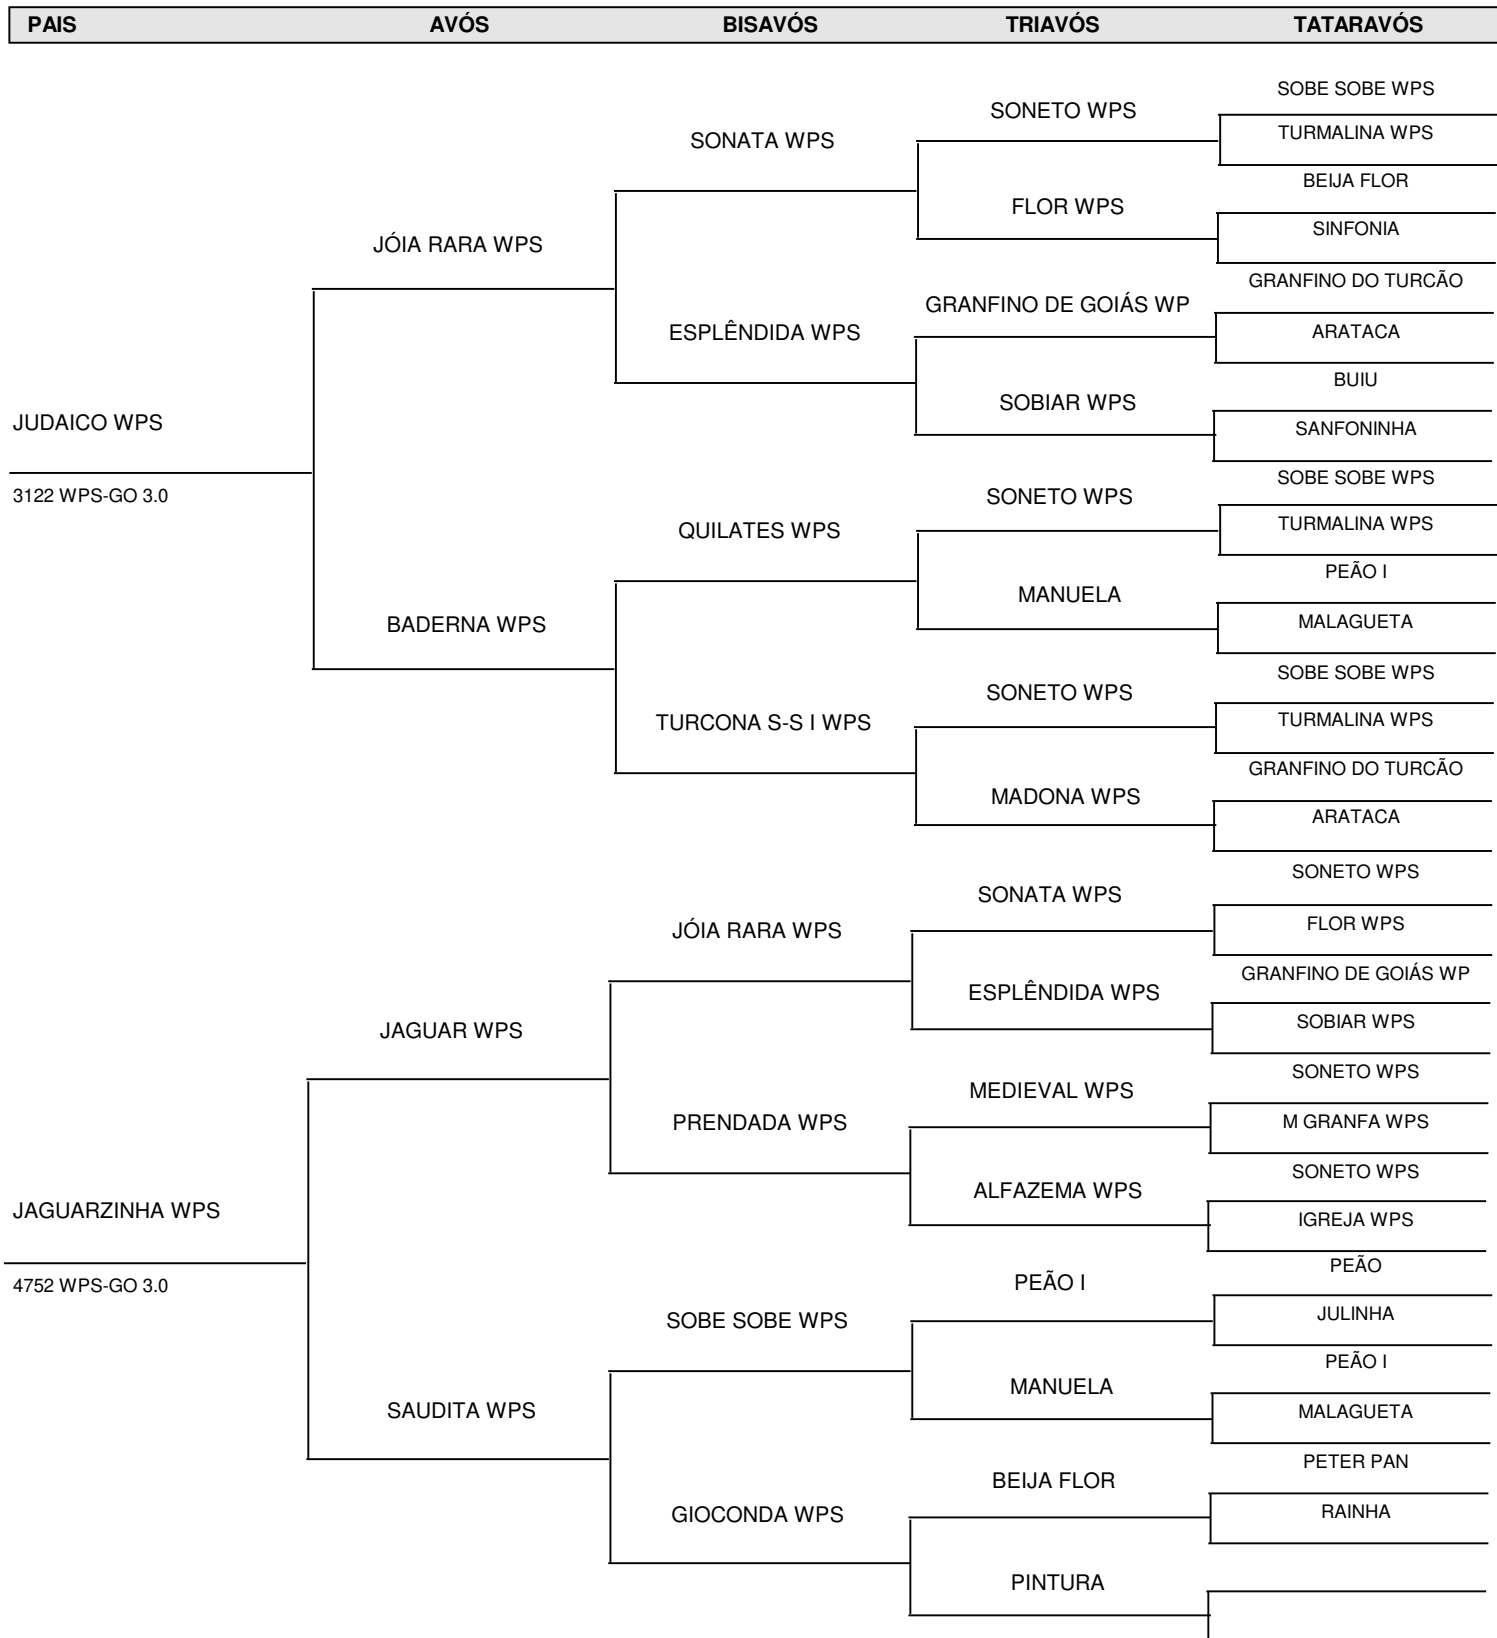 PAIS AVÓS BISAVÓS TRIAVÓS TATARAVÓS
SOBE SOBE WPS
SONETO WPS
TURMALINA WPS
SONATA WPS
BEIJA FLOR
FLOR WPS
SINFONIA
JÓIA RARA WPS
GRANFINO DO TURCÃO
GRANFINO DE GOIÁS WP
ARATACA
ESPLÊNDIDA WPS
BUIU
SOBIAR WPS
SANFONINHA
JUDAICO WPS
3122 WPS-GO 3.0
SOBE SOBE WPS
SONETO WPS
TURMALINA WPS
QUILATES WPS
PEÃO I
MANUELA
MALAGUETA
BADERNA WPS
SOBE SOBE WPS
SONETO WPS
TURMALINA WPS
TURCONA S-S I WPS
GRANFINO DO TURCÃO
MADONA WPS
ARATACA
SONETO WPS
SONATA WPS
FLOR WPS
JÓIA RARA WPS
GRANFINO DE GOIÁS WP
ESPLÊNDIDA WPS
SOBIAR WPS
JAGUAR WPS
SONETO WPS
MEDIEVAL WPS
M GRANFA WPS
PRENDADA WPS
SONETO WPS
ALFAZEMA WPS
IGREJA WPS
JAGUARZINHA WPS
4752 WPS-GO 3.0
PEÃO
PEÃO I
JULINHA
SOBE SOBE WPS
PEÃO I
MANUELA
MALAGUETA
SAUDITA WPS
PETER PAN
BEIJA FLOR
RAINHA
GIOCONDA WPS
PINTURA